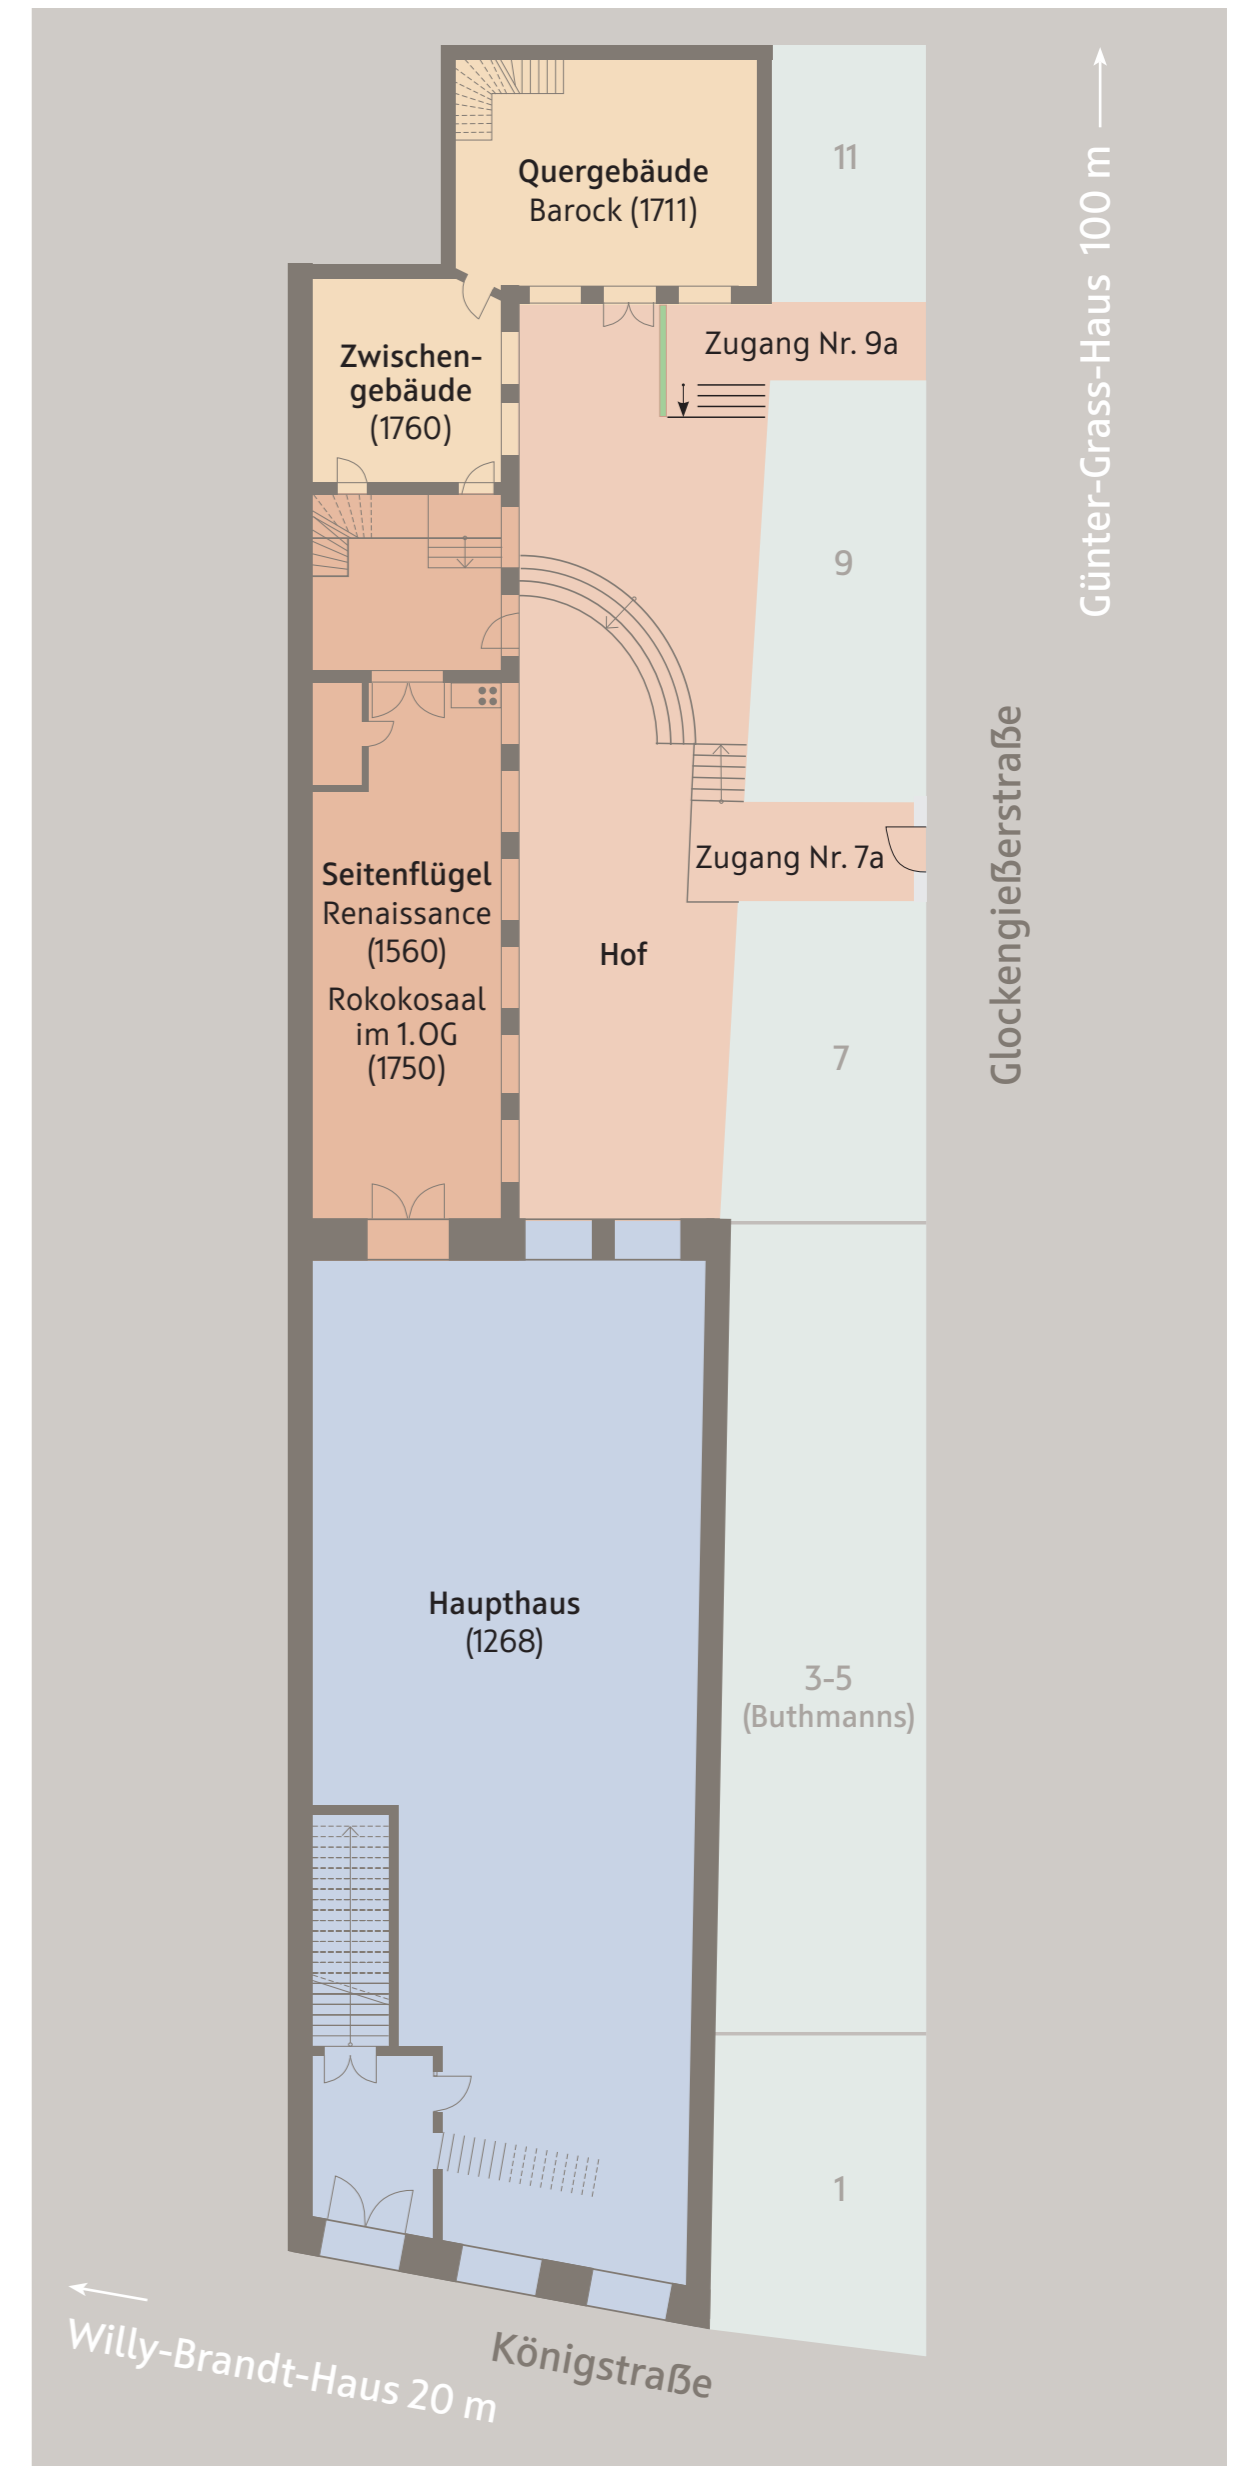 Quergebäude
Barock (1711)
11
Günter-Grass-Haus 100 m
Zugang Nr. 9a
Zwischen-
gebäude
(1760)
9
Glockengießerstraße
Zugang Nr. 7a
Seitenflügel
Renaissance
(1560)
Rokokosaal
im 1.OG
(1750)
Hof
7
Haupthaus
(1268)
3-5
(Buthmanns)
1
Willy-Brandt-Haus 20 m
Königstraße